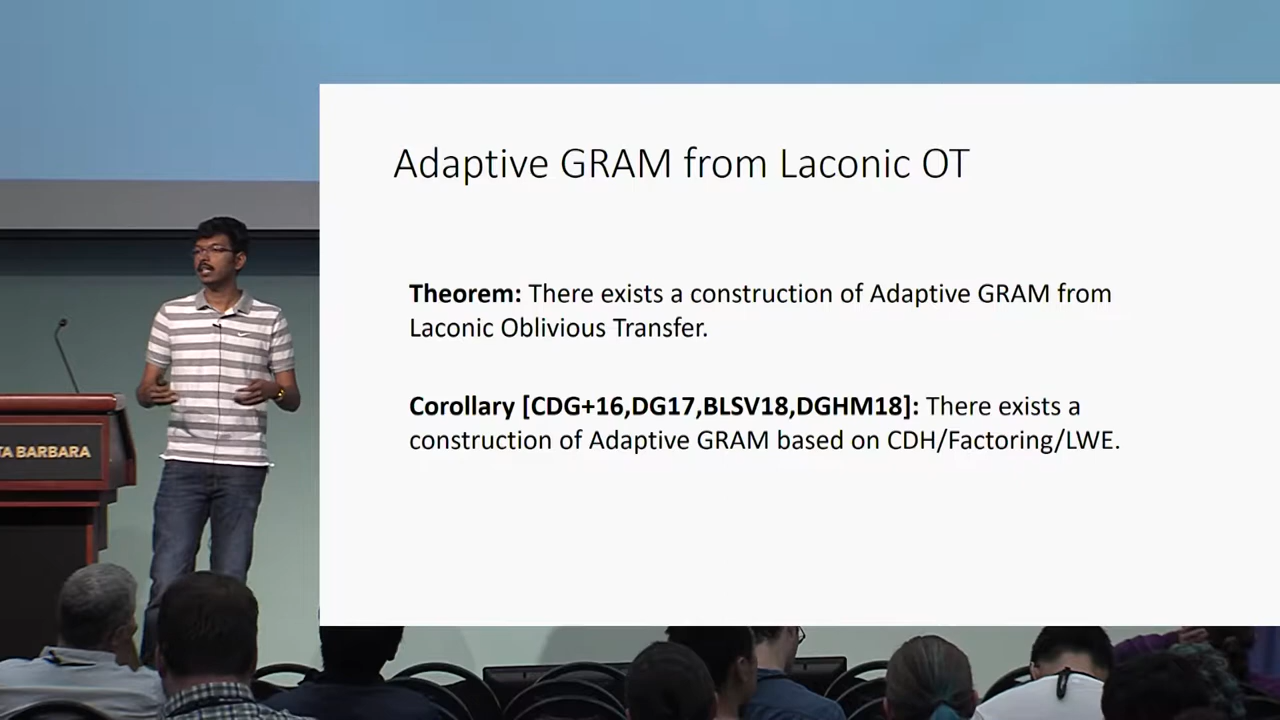 Adaptive GRAM from Laconic OT
Theorem: There exists a construction of Adaptive GRAM from
Laconic Oblivious Transfer.
Corollary [CDG+16,DG17,BLSV18,DGHM18]: There exists a
construction of Adaptive GRAM based on CDH/Factoring/LWE.
TA BARBARA